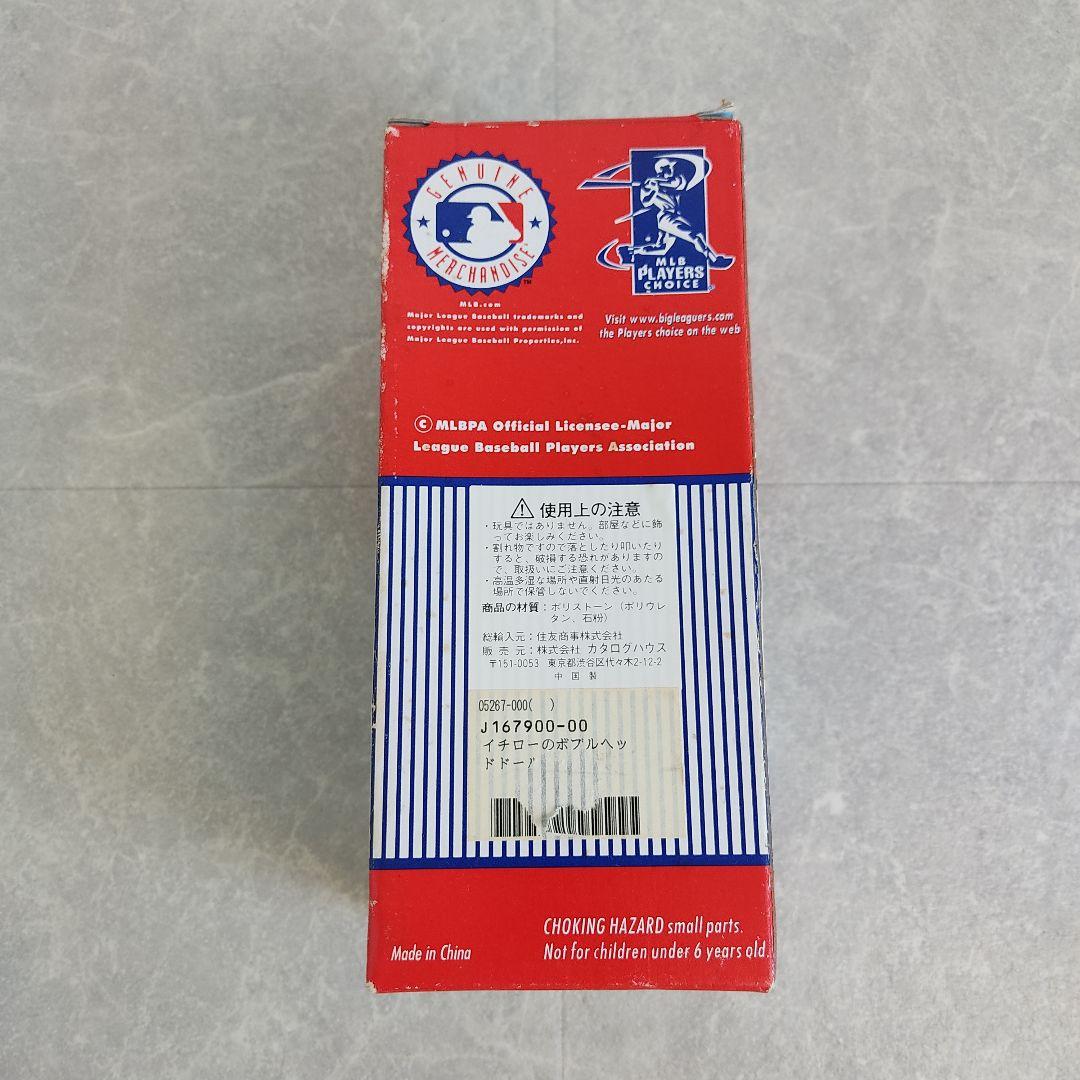 GENUINE
MERCHANDISE
TM
MLB.com
Major League Baseball trademarks and
copyrights are used with permission of
Major League Baseball Properties,Inc.
MLB
PLAYERS
CHOICE
Visit www.bigleaguers.com
the Players choice on the web
© MLBPA Official Licensee-Major
League Baseball Players Association
⚠ 使用上の注意
・玩具ではありません。部屋などに飾
ってお楽しみください。
・割れ物ですので落としたり叩いたり
すると、破損する恐れがありますの
で、取扱いにご注意ください。
・高温多湿な場所や直射日光のあたる
場所で保管しないでください。
商品の材質：ポリストーン（ポリウレ
タン、石粉）
総輸入元：住友商事株式会社
販 売 元：株式会社 カタログハウス
〒151-0053 東京都渋谷区代々木2-12-2
中 国 製
05267-000( )
J167900-00
イチローのボブルヘッ
ドドール
Made in China
CHOKING HAZARD small parts.
Not for children under 6 years old.